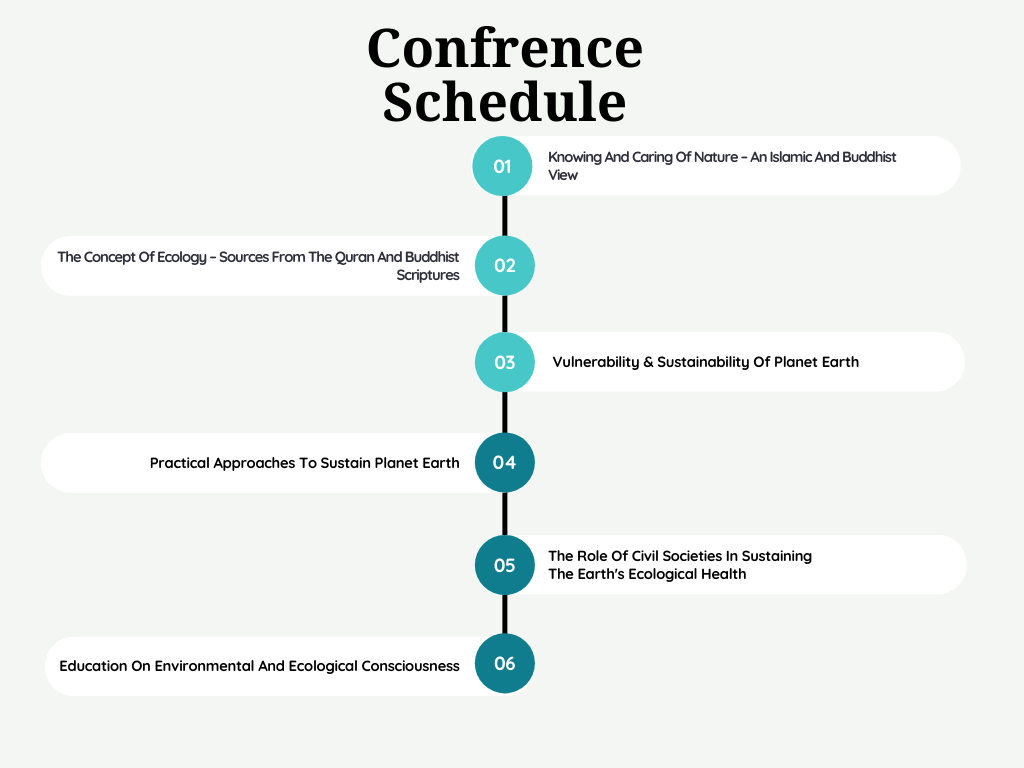 Confrence
Schedule
01
Knowing And Caring Of Nature – An Islamic And Buddhist
View
The Concept Of Ecology – Sources From The Quran And Buddhist
Scriptures
02
03
Vulnerability & Sustainability Of Planet Earth
Practical Approaches To Sustain Planet Earth
04
05
The Role Of Civil Societies In Sustaining
The Earth's Ecological Health
Education On Environmental And Ecological Consciousness
06